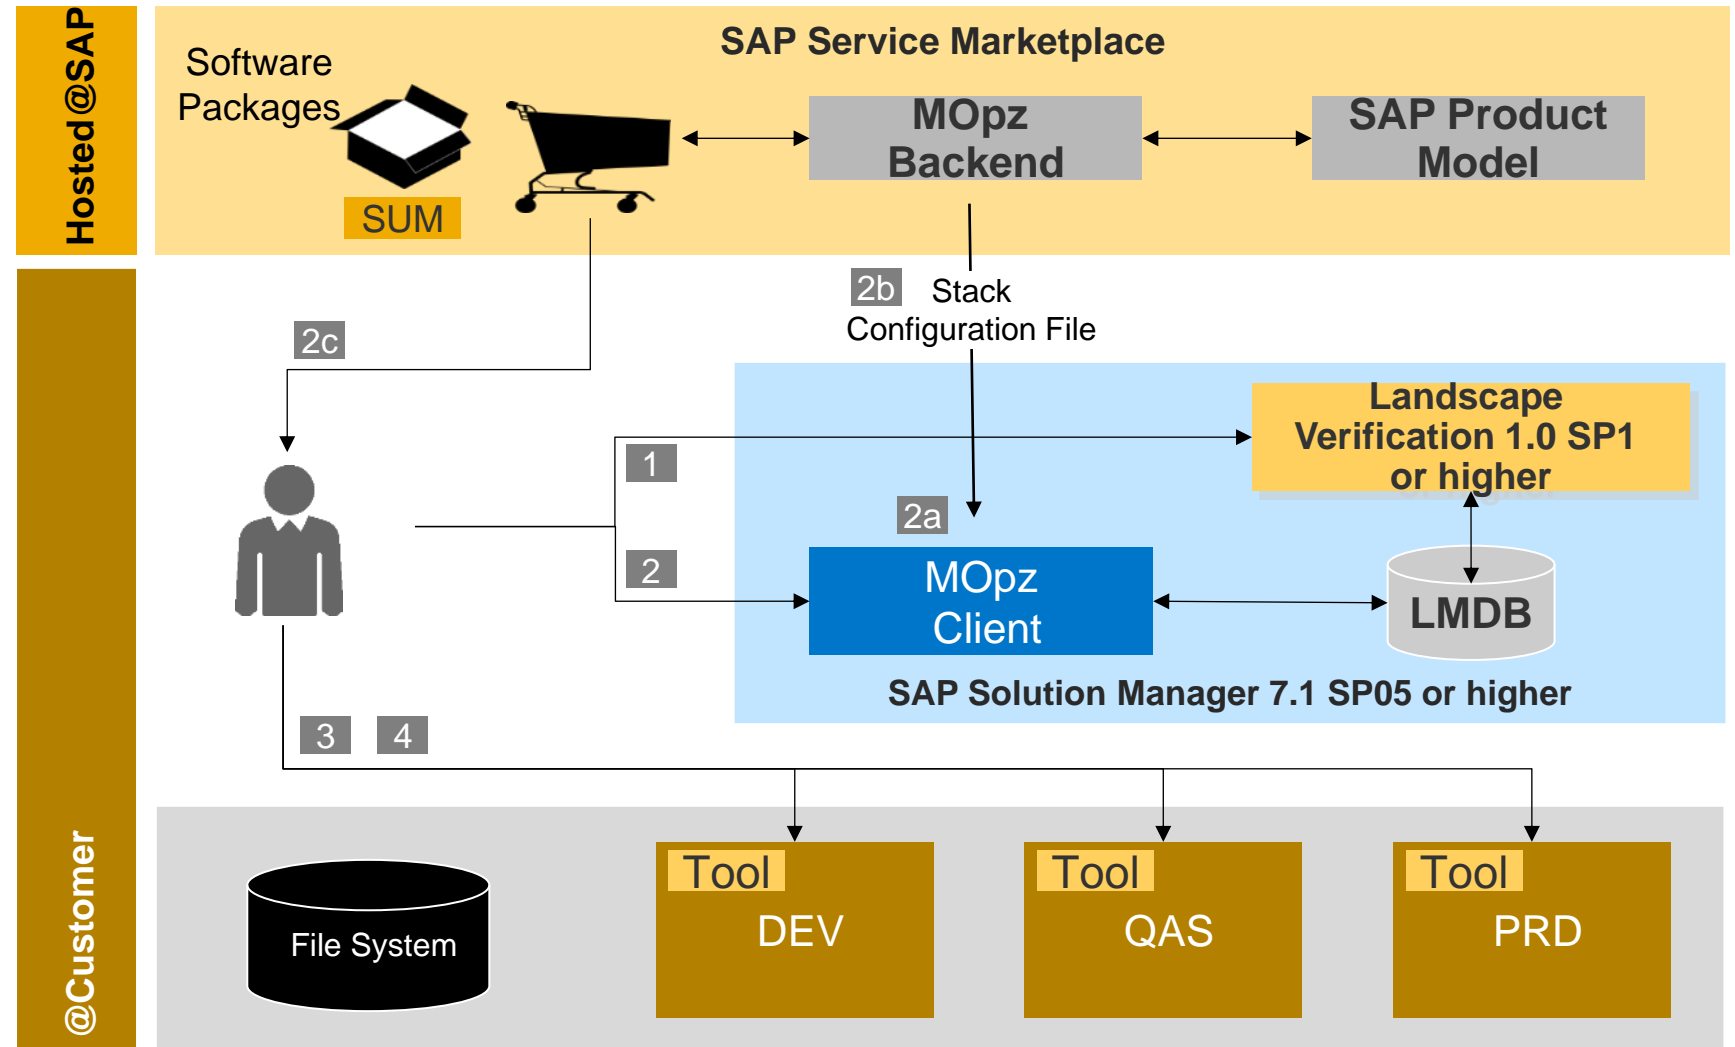 Hosted@SAP
SAP Service Marketplace
Software
Packages
SUM
MOpz
Backend
SAP Product
Model
@Customer
2b
Stack
Configuration File
2c
1
2
2a
Landscape
Verification 1.0 SP1
or higher
MOpz
Client
LMDB
SAP Solution Manager 7.1 SP05 or higher
3
4
File System
Tool
DEV
Tool
QAS
Tool
PRD